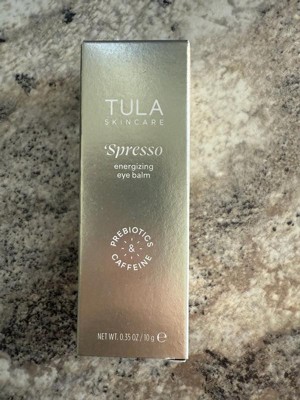 TULA
SKINCARE
‘Spresso
energizing
eye balm
PREBIOTICS
&
CAFFEINE
NET WT. 0.35 OZ / 10 g ℮